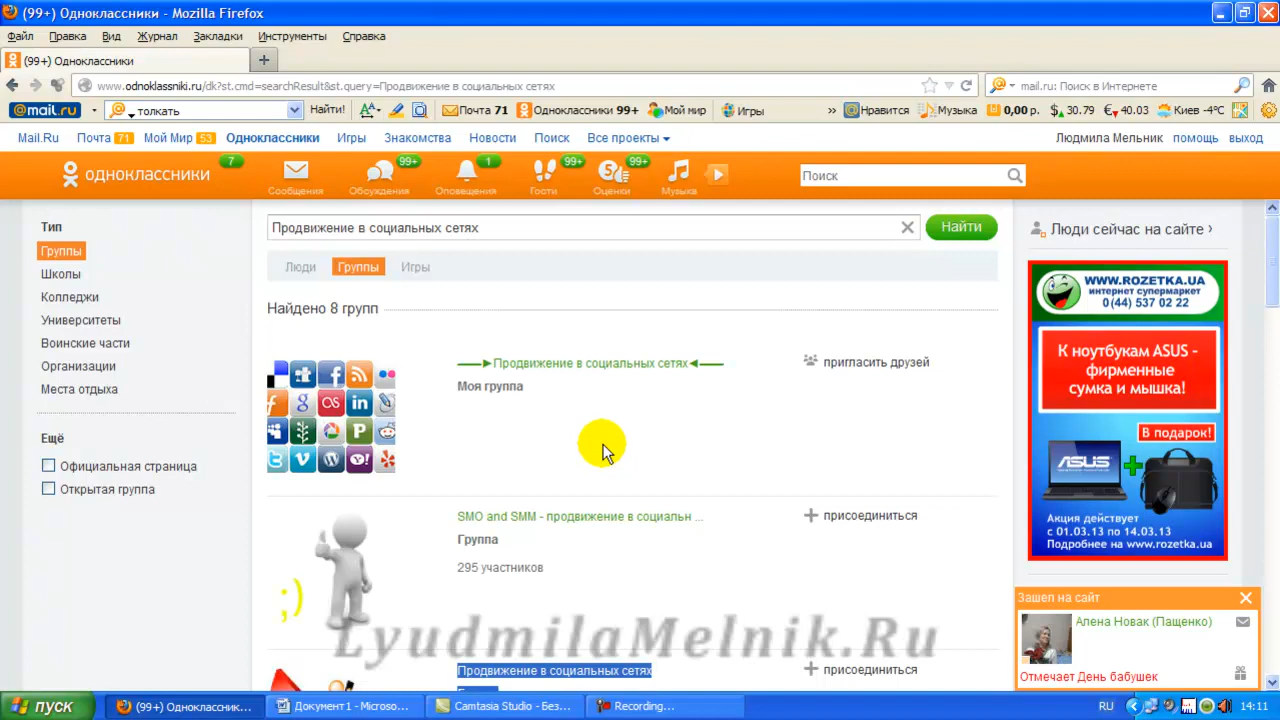 (99+) Одноклассники - Mozilla Firefox
Файл Правка Вид Журнал Закладки Инструменты Справка
(99+) Одноклассники
www.odnoklassniki.ru/dk?st.cmd=searchResult&st.query=Продвижение в социальных сетях
mail.ru: Поиск в Интернете
@mail.ru толкать Найти! Почта 71 Одноклассники 99+ Мой мир Игры » Нравится Музыка 0,00 р. $ 30.79 € 40.03 Киев -4°C
Mail.Ru Почта 71 Мой Мир 53 Одноклассники Игры Знакомства Новости Поиск Все проекты Людмила Мельник помощь выход
одноклассники 7
Сообщения
99+ Обсуждения
1 Оповещения
99+ Гости
5 99+ Оценки
Музыка
Поиск
Тип
Группы
Школы
Колледжи
Университеты
Воинские части
Организации
Места отдыха
Ещё
Официальная страница
Открытая группа
Продвижение в социальных сетях
Найти
Люди Группы Игры
Найдено 8 групп
Продвижение в социальных сетях
Моя группа
пригласить друзей
SMO and SMM - продвижение в социальн ...
Группа
295 участников
присоединиться
;)
LyudmilaMelnik.Ru
Продвижение в социальных сетях
присоединиться
Люди сейчас на сайте ›
WWW.ROZETKA.UA
интернет супермаркет
0(44) 537 02 22
К ноутбукам ASUS -
фирменные
сумка и мышка!
В подарок!
ASUS
Акция действует
с 01.03.13 по 14.03.13
Подробнее на www.rozetka.ua
Зашел на сайт
Алена Новак (Пащенко)
Отмечает День бабушек
пуск
(99+) Одноклассник...
Документ1 - Microso...
Camtasia Studio - Без...
Recording...
RU
14:11